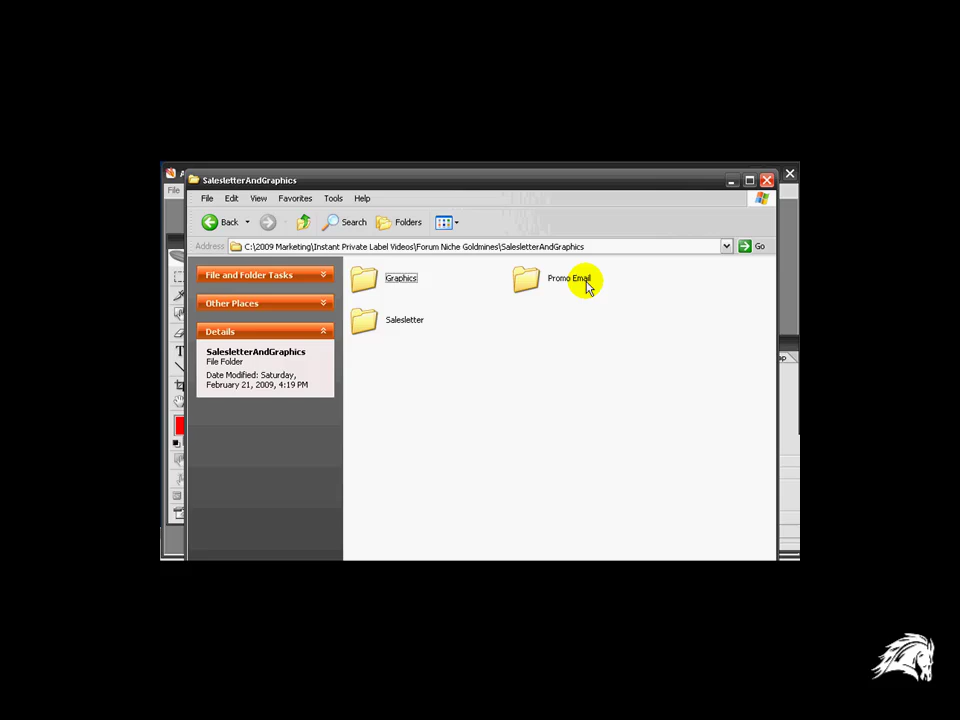 SalesletterAndGraphics
File
File Edit View Favorites Tools Help
Back Search Folders
Address C:\2009 Marketing\Instant Private Label Videos\Forum Niche Goldmines\SalesletterAndGraphics Go
File and Folder Tasks
Other Places
Details
SalesletterAndGraphics
File Folder
Date Modified: Saturday,
February 21, 2009, 4:19 PM
Graphics
Promo Email
Salesletter